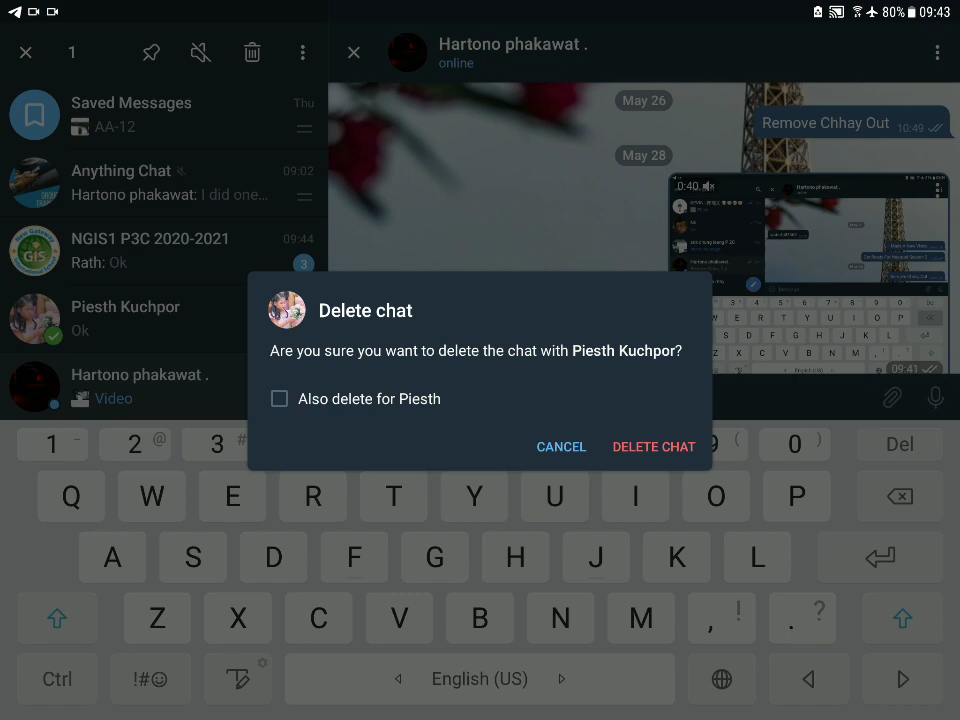 80% 09:43
1
Hartono phakawat .
online
Saved Messages Thu
AA-12
Anything Chat 09:02
Hartono phakawat: I did one...
NGIS1 P3C 2020-2021 09:44
Rath: Ok
3
New Gateway
GIS
Piesth Kuchpor
Ok
Hartono phakawat .
Video
May 26
Remove Chhay Out 10:49
May 28
0:40
09:41
Delete chat
Are you sure you want to delete the chat with Piesth Kuchpor?
Also delete for Piesth
CANCEL DELETE CHAT
1 - 2 @ 3 # 9 ( 0 ) Del
Q W E R T Y U I O P
A S D F G H J K L
Z X C V B N M , ! . ?
Ctrl !#☺ English (US)